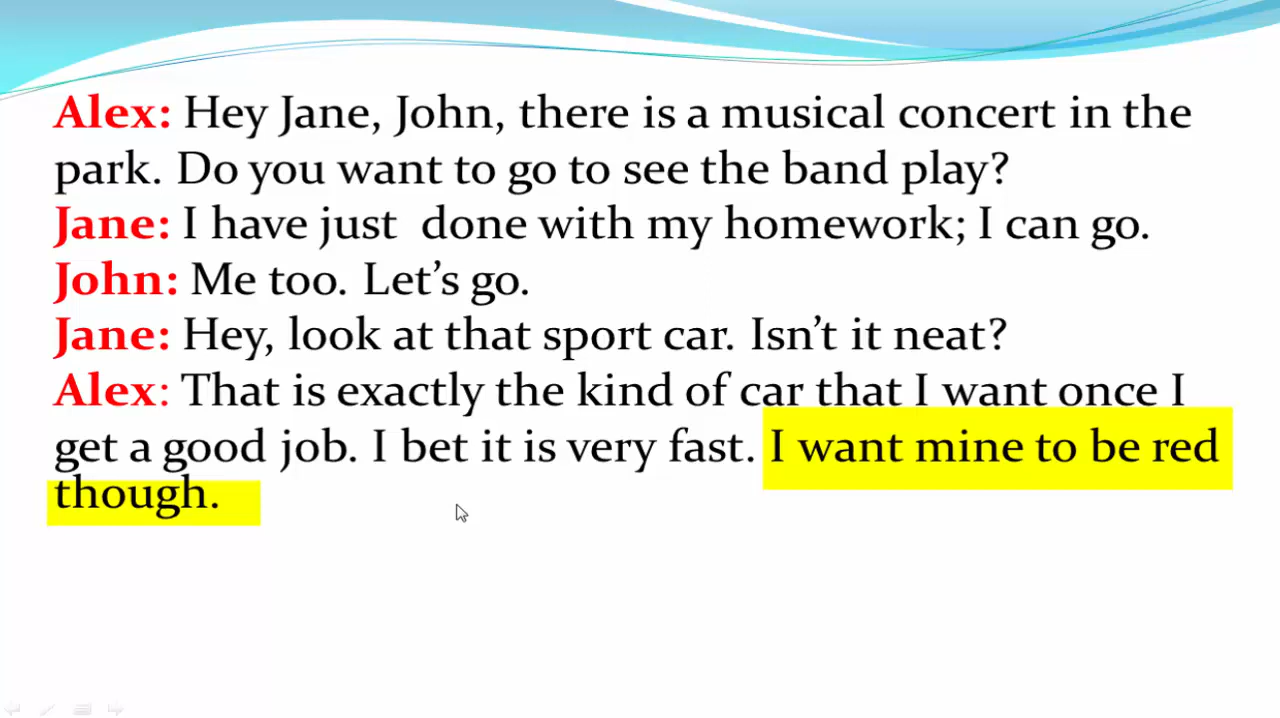 Alex: Hey Jane, John, there is a musical concert in the
park. Do you want to go to see the band play?
Jane: I have just  done with my homework; I can go.
John: Me too. Let’s go.
Jane: Hey, look at that sport car. Isn’t it neat?
Alex: That is exactly the kind of car that I want once I
get a good job. I bet it is very fast. I want mine to be red
though.